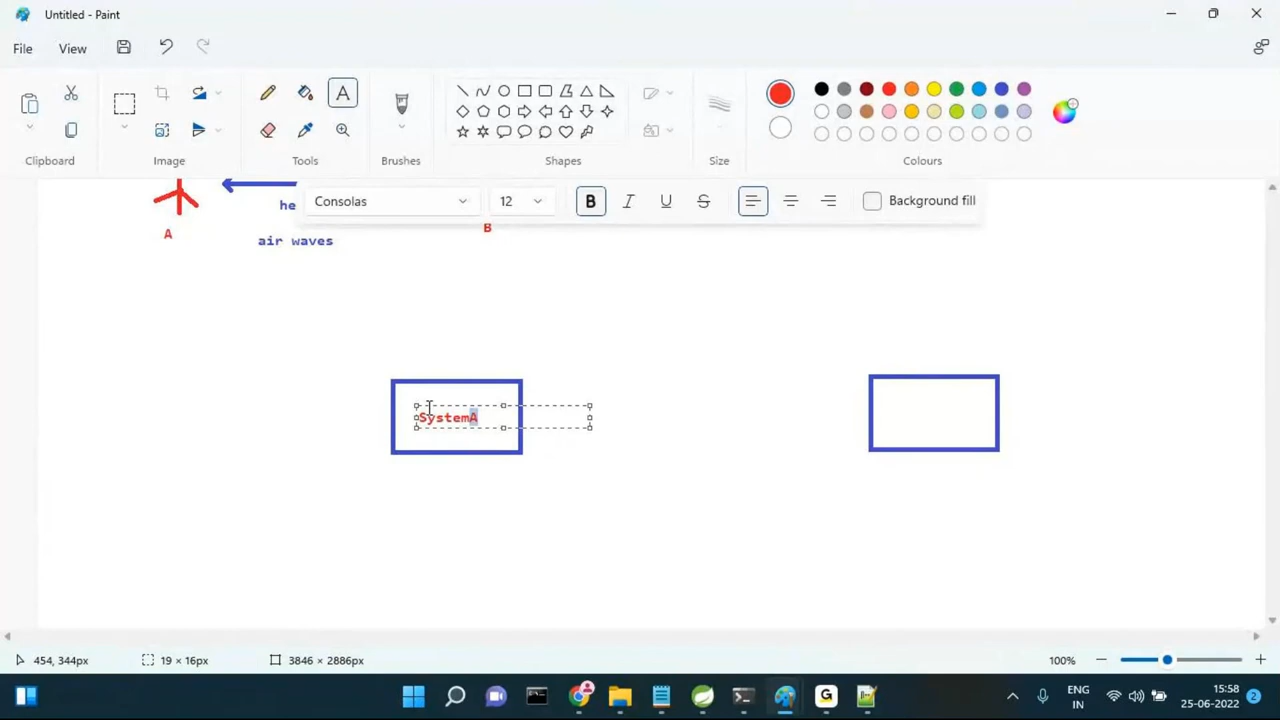 Untitled - Paint
File
View
Clipboard
Image
Tools
Brushes
Shapes
Size
Colours
Consolas
12
B
I
U
S
Background fill
he
A
B
air waves
SystemA
454, 344px
19 × 16px
3846 × 2886px
100%
ENG
IN
15:58
25-06-2022
2